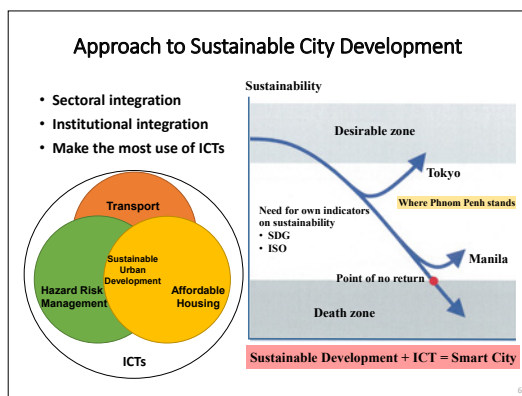 Approach to Sustainable City Development
• Sectoral integration
• Institutional integration
• Make the most use of ICTs
Transport
Sustainable
Urban
Development
Hazard Risk
Management
Affordable
Housing
ICTs
Sustainability
Desirable zone
Tokyo
Where Phnom Penh stands
Need for own indicators
on sustainability
• SDG
• ISO
Manila
Point of no return
Death zone
Sustainable Development + ICT = Smart City
6